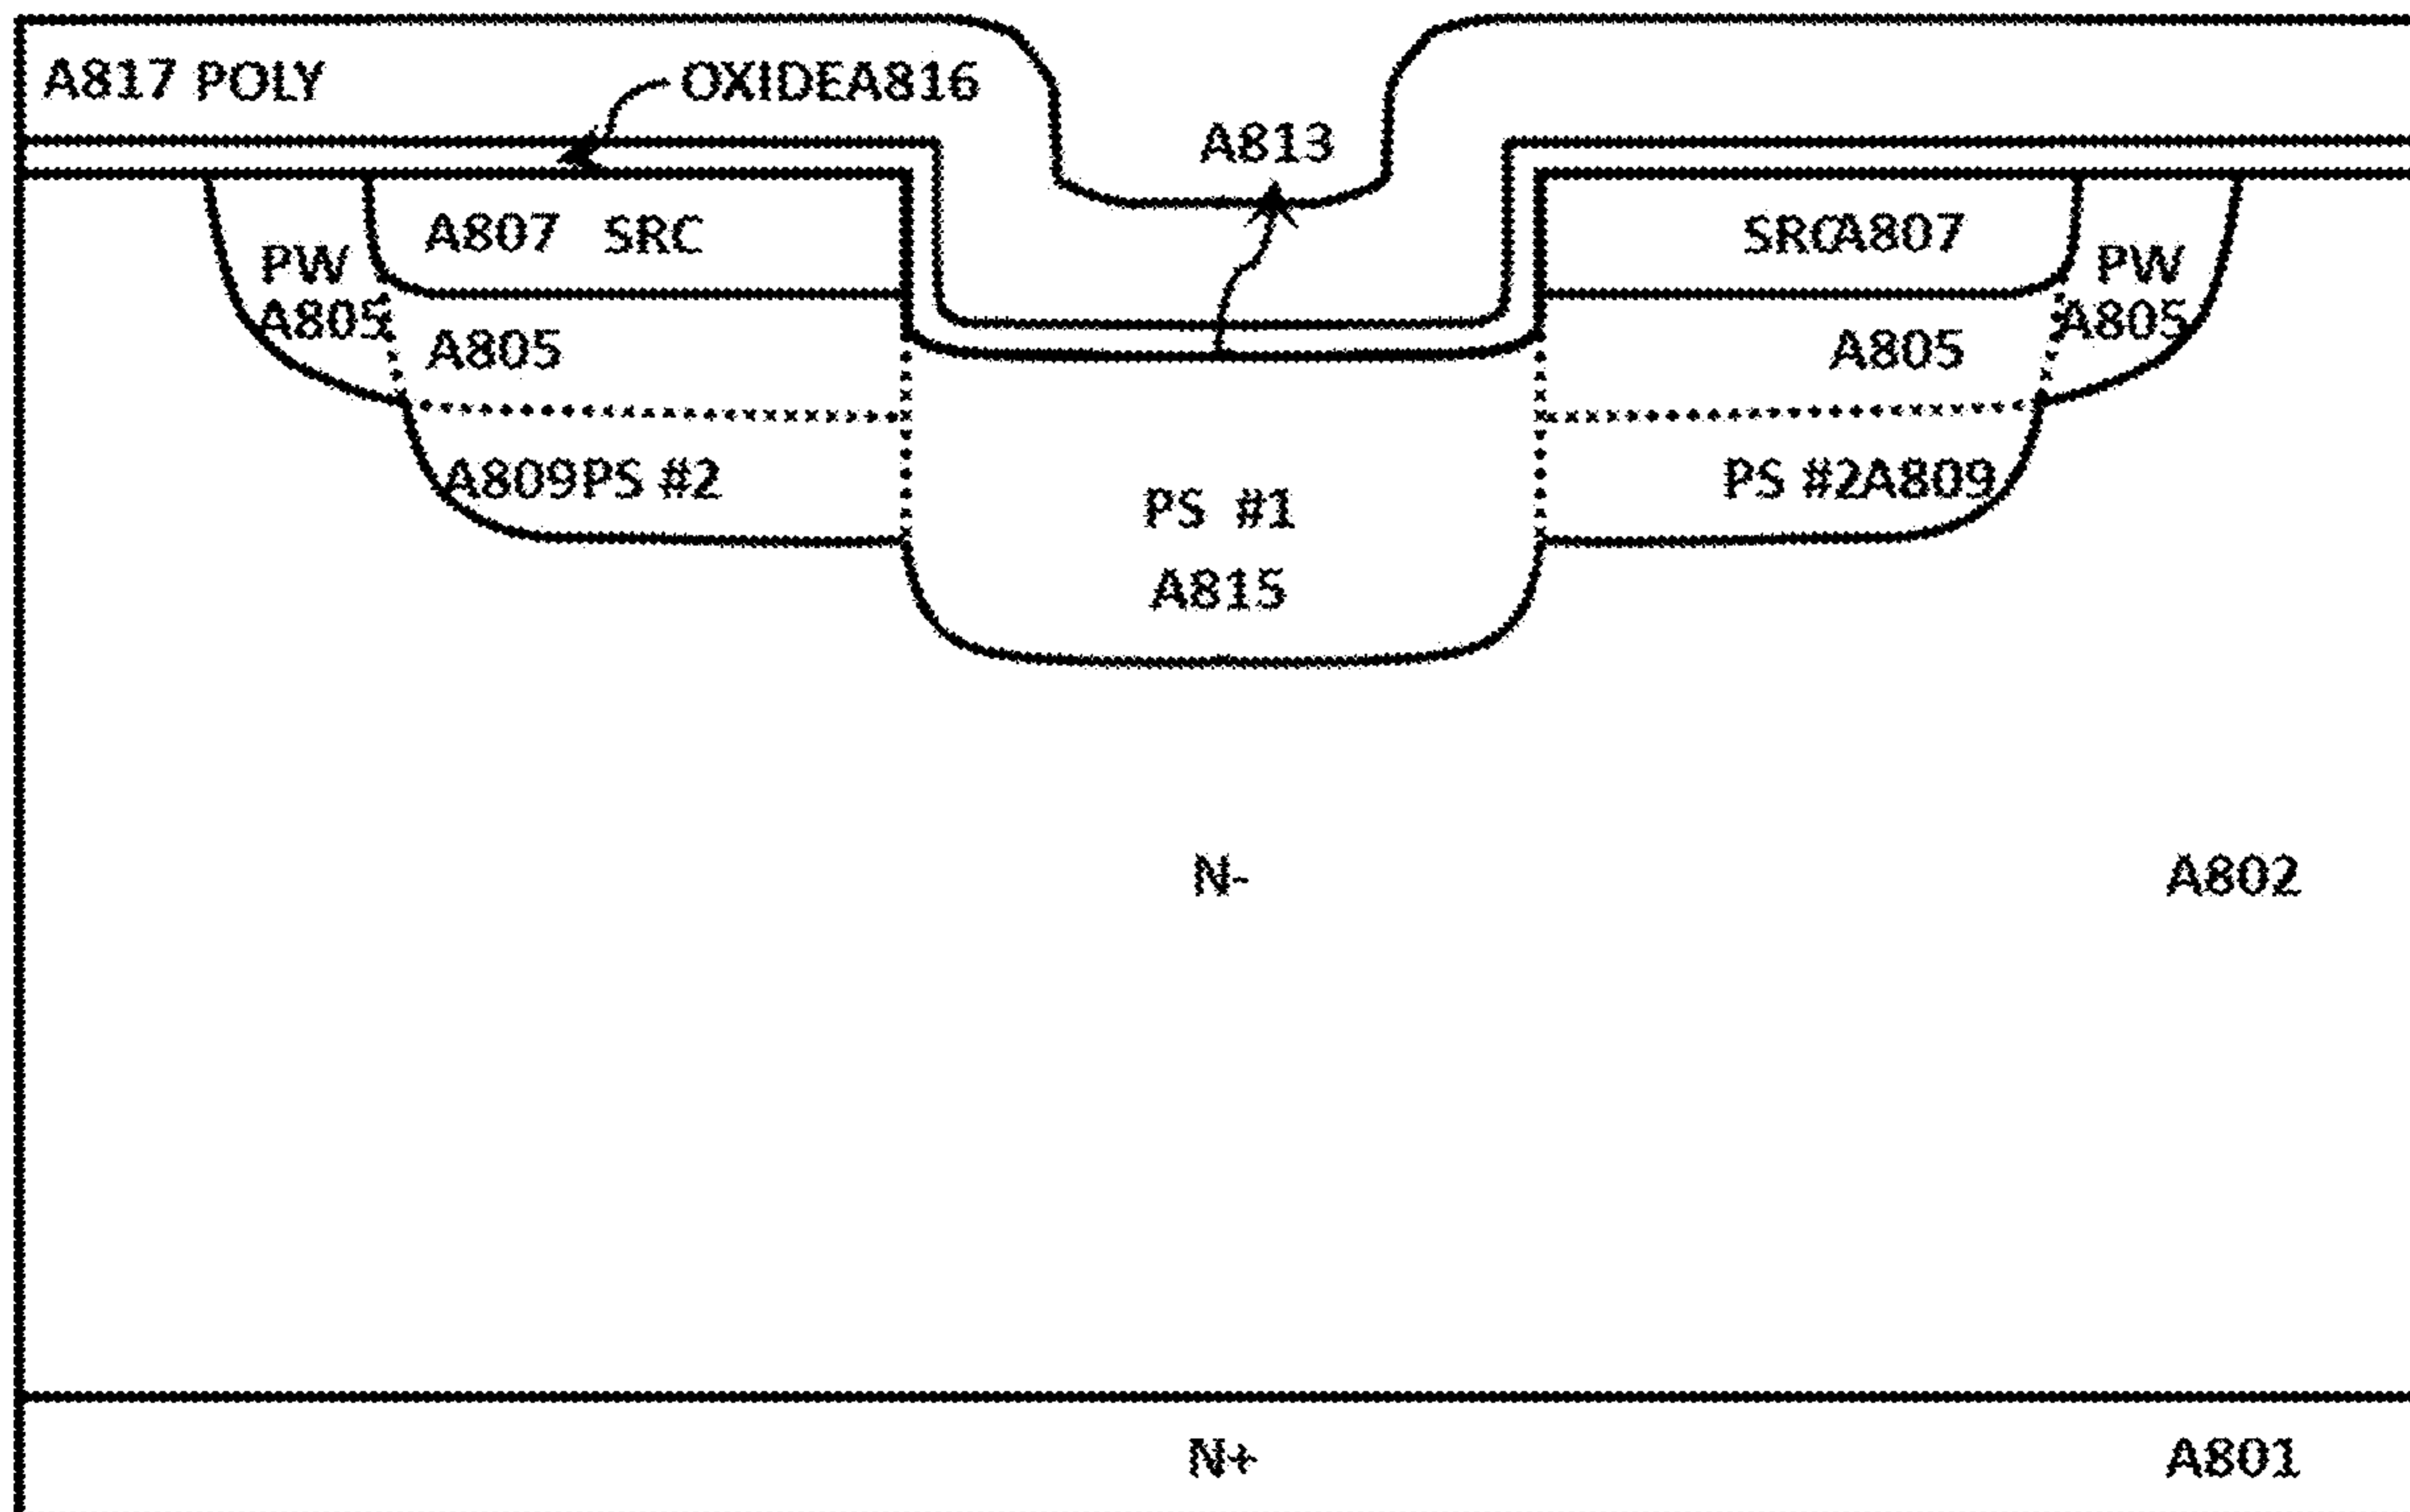 A817 POLY
OXIDEA816
A813
A807 SRC
SRCA807
PW
A805
PW
A805
A805
A805
A809PS #2
PS #2A809
PS #1
A815
N-
A802
N+
A801